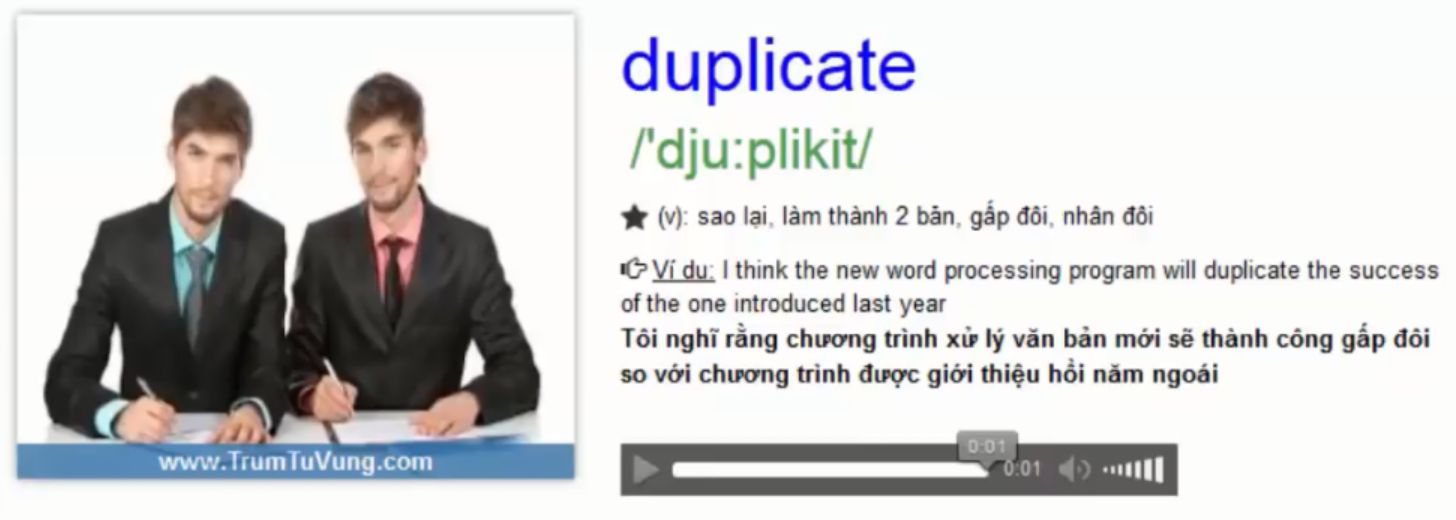 duplicate
/'dju:plikit/
(v): sao lại, làm thành 2 bản, gấp đôi, nhân đôi
Ví dụ: I think the new word processing program will duplicate the success
of the one introduced last year
Tôi nghĩ rằng chương trình xử lý văn bản mới sẽ thành công gấp đôi
so với chương trình được giới thiệu hồi năm ngoái
0:01
0:01
www.TrumTuVung.com